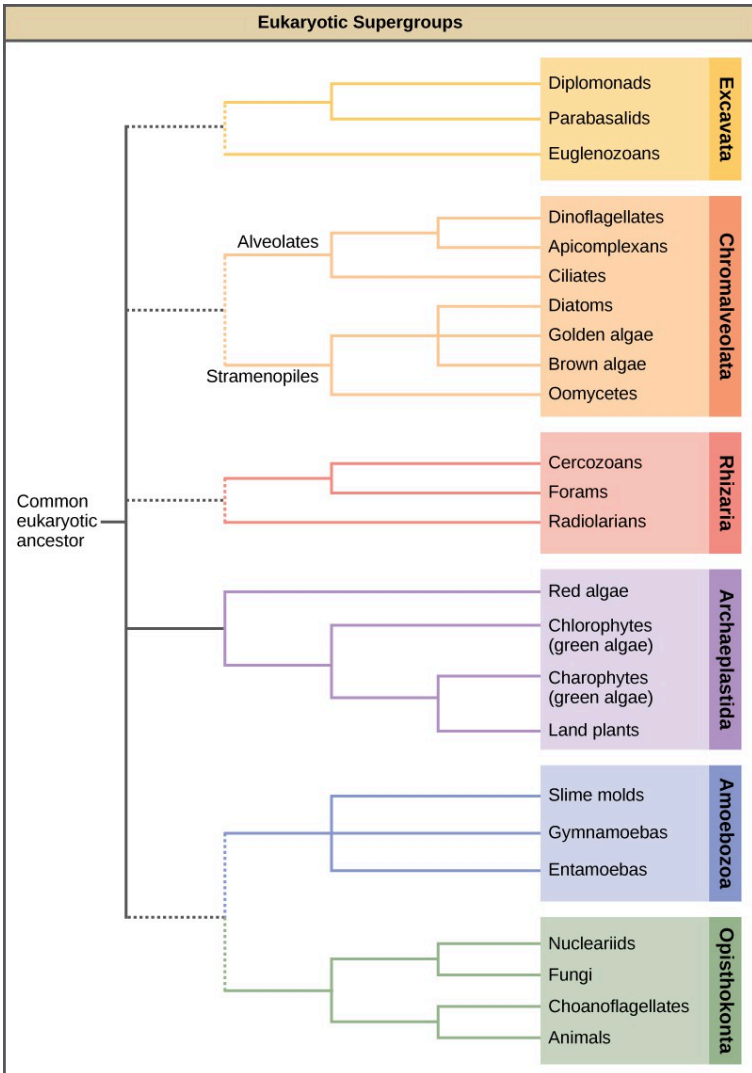 Eukaryotic Supergroups
Diplomonads
Parabasalids
Euglenozoans
Excavata
Alveolates
Stramenopiles
Dinoflagellates
Apicomplexans
Ciliates
Diatoms
Golden algae
Brown algae
Oomycetes
Chromalveolata
Common
eukaryotic
ancestor
Cercozoans
Forams
Radiolarians
Rhizaria
Red algae
Chlorophytes
(green algae)
Charophytes
(green algae)
Land plants
Archaeplastida
Slime molds
Gymnamoebas
Entamoebas
Amoebozoa
Nucleariids
Fungi
Choanoflagellates
Animals
Opisthokonta